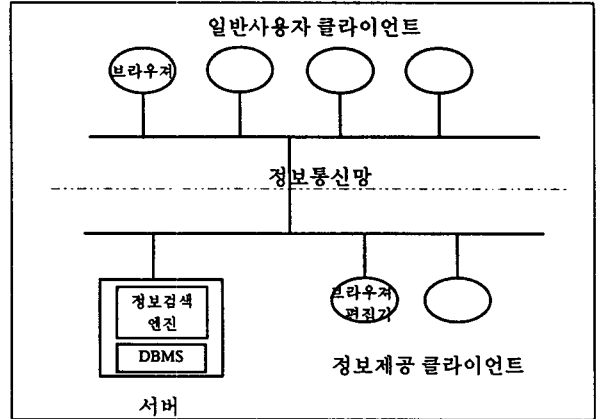 일반사용자 클라이언트
브라우져
정보통신망
정보검색
엔진
DBMS
서버
브라우져
편집기
정보제공 클라이언트